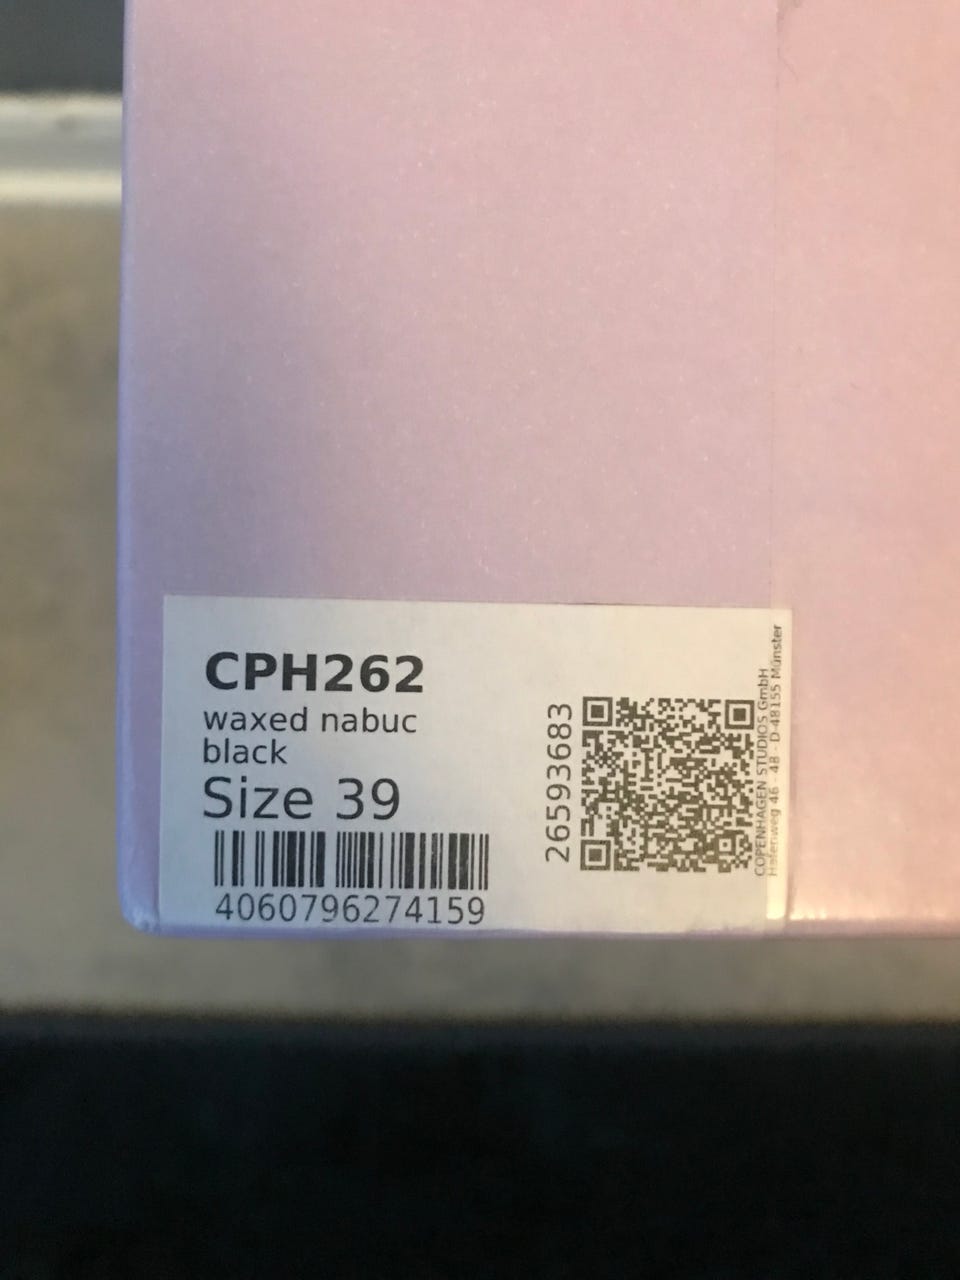 CPH262
waxed nabuc
black
Size 39
4060796274159
26593683
COPENHAGEN STUDIOS GmbH
Hafenweg 46 - 48 - D-48155 Münster